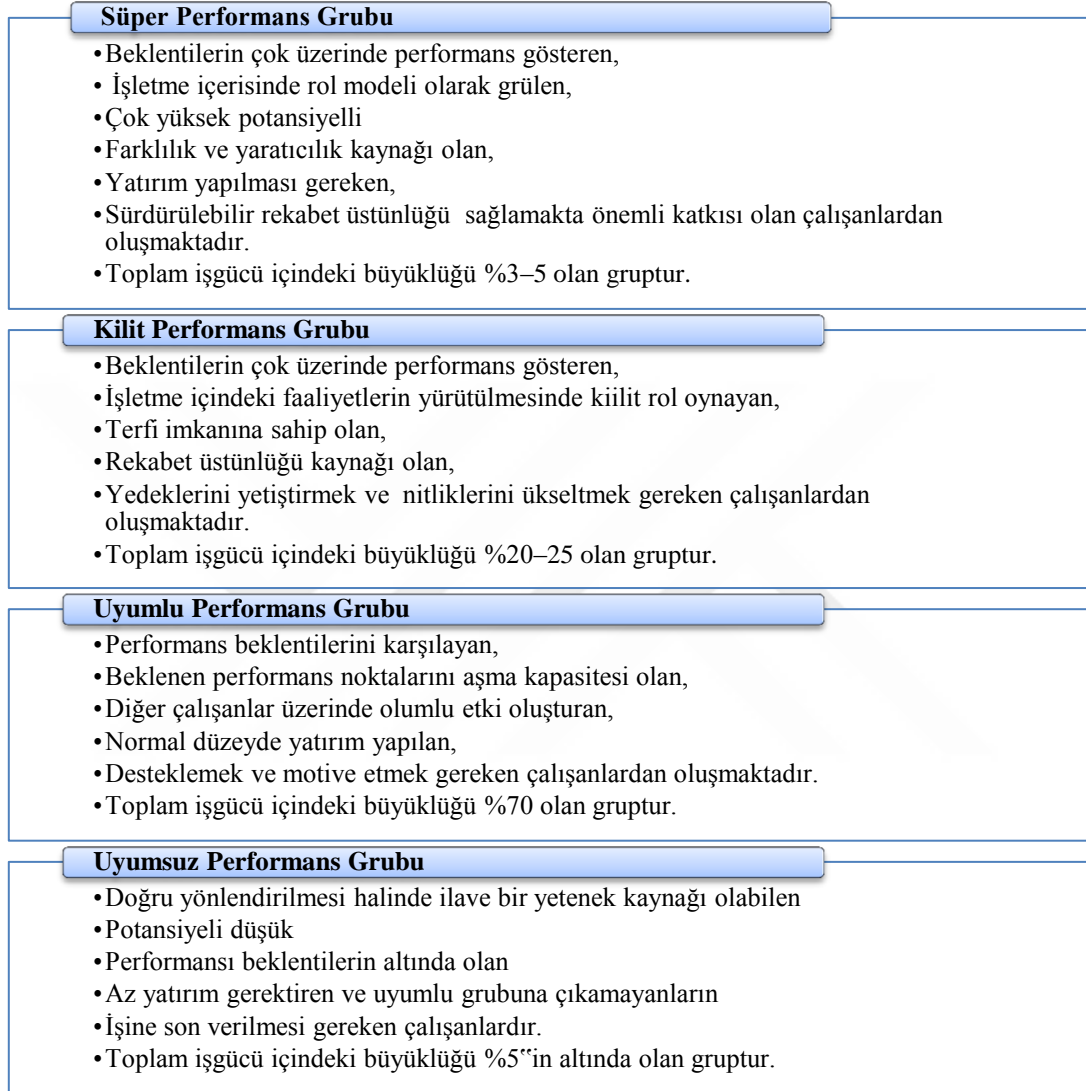 Süper Performans Grubu
•Beklentilerin çok üzerinde performans gösteren,
• İşletme içerisinde rol modeli olarak grülen,
•Çok yüksek potansiyelli
•Farklılık ve yaratıcılık kaynağı olan,
•Yatırım yapılması gereken,
•Sürdürülebilir rekabet üstünlüğü sağlamakta önemli katkısı olan çalışanlardan
oluşmaktadır.
•Toplam işgücü içindeki büyüklüğü %3–5 olan gruptur.
Kilit Performans Grubu
•Beklentilerin çok üzerinde performans gösteren,
•İşletme içindeki faaliyetlerin yürütülmesinde kiilit rol oynayan,
•Terfi imkanına sahip olan,
•Rekabet üstünlüğü kaynağı olan,
•Yedeklerini yetiştirmek ve nitliklerini ükseltmek gereken çalışanlardan
oluşmaktadır.
•Toplam işgücü içindeki büyüklüğü %20–25 olan gruptur.
Uyumlu Performans Grubu
•Performans beklentilerini karşılayan,
•Beklenen performans noktalarını aşma kapasitesi olan,
•Diğer çalışanlar üzerinde olumlu etki oluşturan,
•Normal düzeyde yatırım yapılan,
•Desteklemek ve motive etmek gereken çalışanlardan oluşmaktadır.
•Toplam işgücü içindeki büyüklüğü %70 olan gruptur.
Uyumsuz Performans Grubu
•Doğru yönlendirilmesi halinde ilave bir yetenek kaynağı olabilen
•Potansiyeli düşük
•Performansı beklentilerin altında olan
•Az yatırım gerektiren ve uyumlu grubuna çıkamayanların
•İşine son verilmesi gereken çalışanlardır.
•Toplam işgücü içindeki büyüklüğü %5‟in altında olan gruptur.